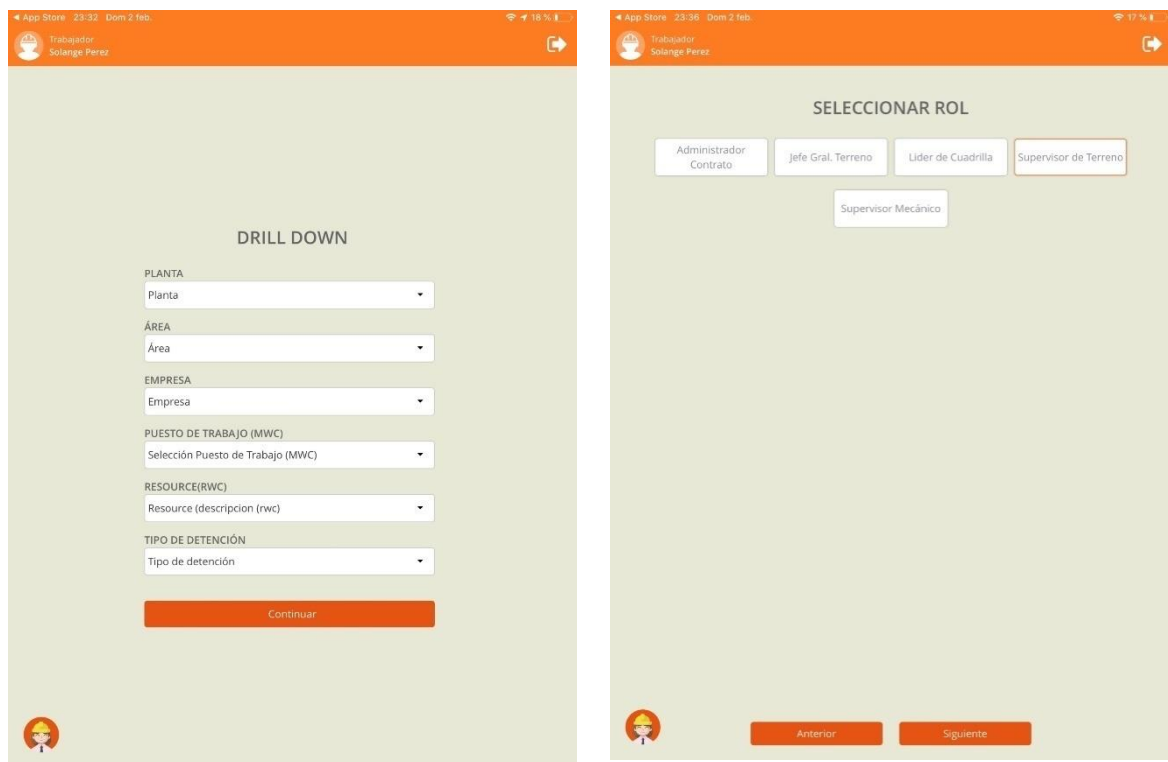 App Store 23:32 Dom 2 feb. 18 %
Trabajador
Solange Perez
DRILL DOWN
PLANTA
Planta
ÁREA
Área
EMPRESA
Empresa
PUESTO DE TRABAJO (MWC)
Selección Puesto de Trabajo (MWC)
RESOURCE(RWC)
Resource (descripcion (rwc)
TIPO DE DETENCIÓN
Tipo de detención
Continuar
App Store 23:36 Dom 2 feb. 17 %
Trabajador
Solange Perez
SELECCIONAR ROL
Administrador
Contrato
Jefe Gral. Terreno
Lider de Cuadrilla
Supervisor de Terreno
Supervisor Mecánico
Anterior
Siguiente